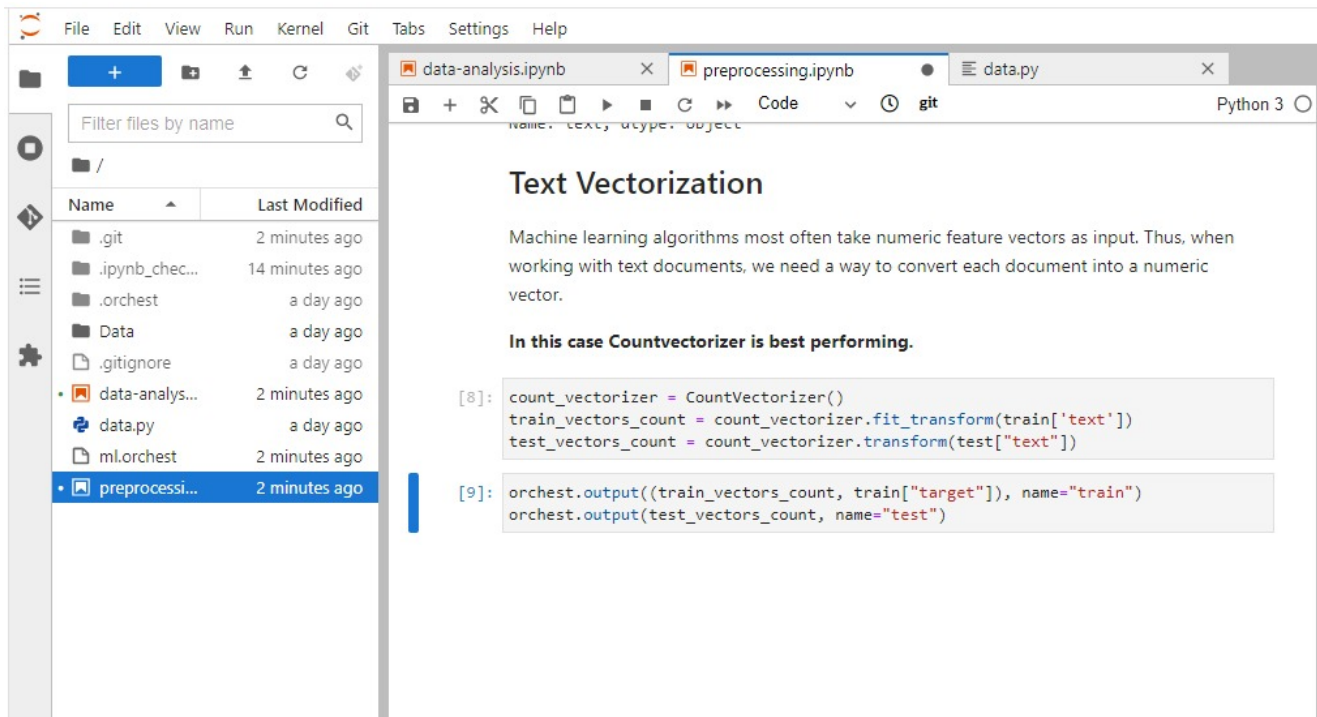 File Edit View Run Kernel Git Tabs Settings Help
data-analysis.ipynb
preprocessing.ipynb
data.py
Code
git
Python 3
Filter files by name
/
Name Last Modified
.git 2 minutes ago
.ipynb_chec... 14 minutes ago
.orchest a day ago
Data a day ago
.gitignore a day ago
data-analys... 2 minutes ago
data.py a day ago
ml.orchest 2 minutes ago
preprocessi... 2 minutes ago
Name: text, dtype: object
Text Vectorization
Machine learning algorithms most often take numeric feature vectors as input. Thus, when
working with text documents, we need a way to convert each document into a numeric
vector.
In this case Countvectorizer is best performing.
[8]: count_vectorizer = CountVectorizer()
train_vectors_count = count_vectorizer.fit_transform(train['text'])
test_vectors_count = count_vectorizer.transform(test["text"])
[9]: orchest.output((train_vectors_count, train["target"]), name="train")
orchest.output(test_vectors_count, name="test")